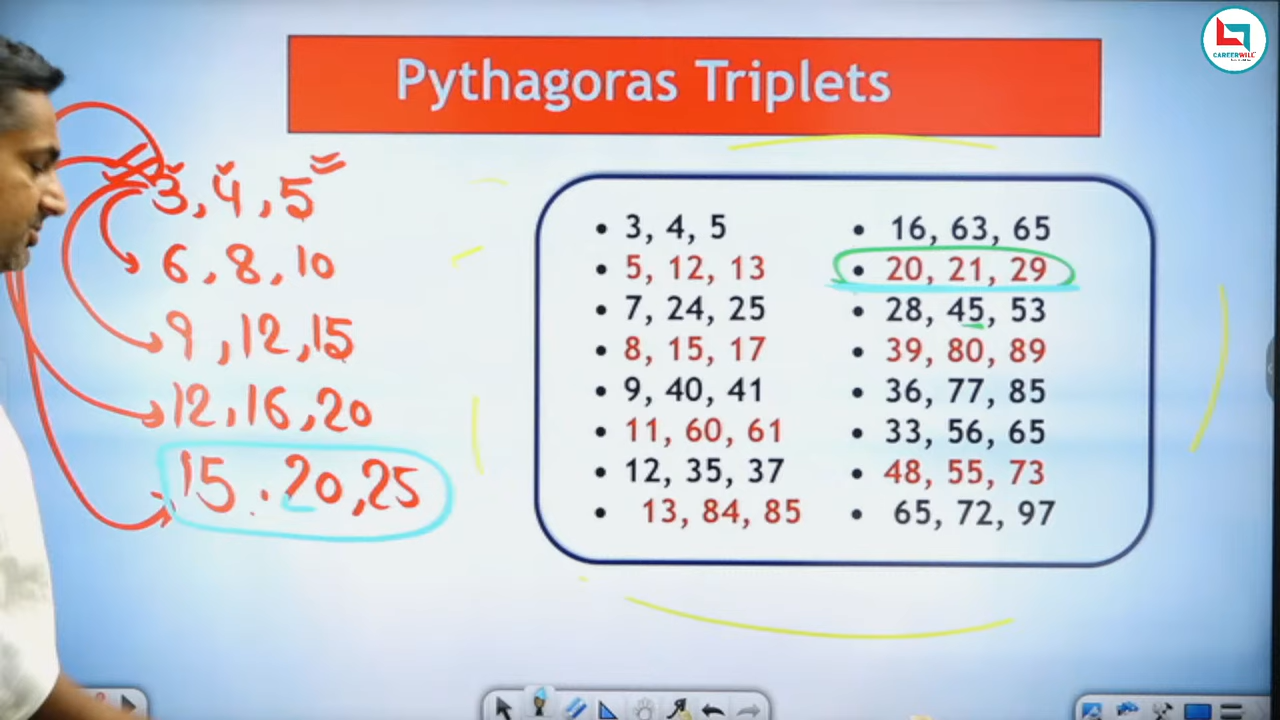 CAREERWILL
Pythagoras Triplets
3, 4, 5
6, 8, 10
9, 12, 15
12, 16, 20
15, 20, 25
• 3, 4, 5
• 5, 12, 13
• 7, 24, 25
• 8, 15, 17
• 9, 40, 41
• 11, 60, 61
• 12, 35, 37
• 13, 84, 85
• 16, 63, 65
• 20, 21, 29
• 28, 45, 53
• 39, 80, 89
• 36, 77, 85
• 33, 56, 65
• 48, 55, 73
• 65, 72, 97